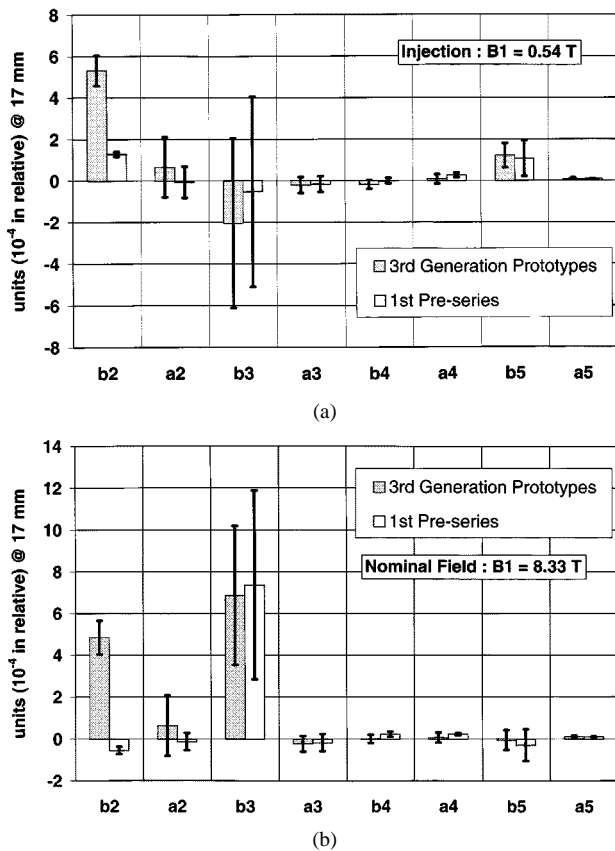 8
6
4
2
0
-2
-4
-6
-8
units (10-4 in relative) @ 17 mm
Injection : B1 = 0.54 T
3rd Generation Prototypes
1st Pre-series
b2 a2 b3 a3 b4 a4 b5 a5
(a)
14
12
10
8
6
4
2
0
-2
units (10-4 in relative) @ 17 mm
3rd Generation Prototypes
1st Pre-series
Nominal Field : B1 = 8.33 T
b2 a2 b3 a3 b4 a4 b5 a5
(b)